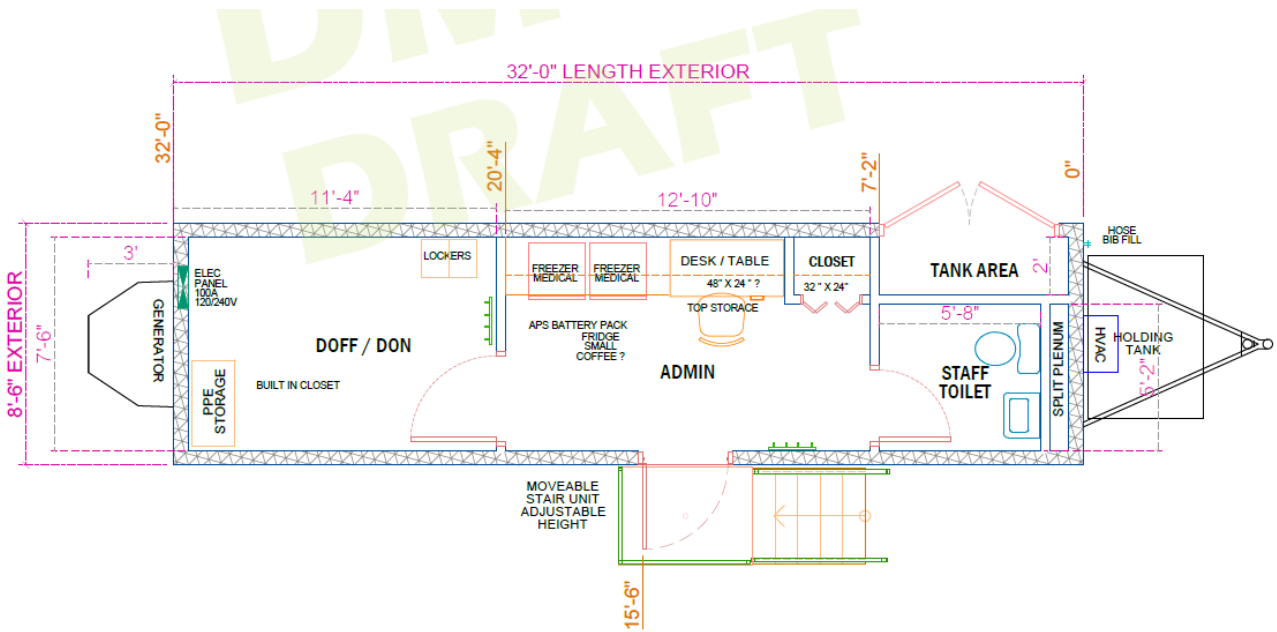 DM
DRAFT
32'-0" LENGTH EXTERIOR
32'-0"
20'-4"
7'-2"
0"
11'-4"
12'-10"
8'-6" EXTERIOR
7'-6"
3'
GENERATOR
ELEC
PANEL
100A
120/240V
LOCKERS
DOFF / DON
BUILT IN CLOSET
PPE
STORAGE
FREEZER
MEDICAL
FREEZER
MEDICAL
DESK / TABLE
48" X 24 " ?
TOP STORAGE
CLOSET
32 " X 24"
APS BATTERY PACK
FRIDGE
SMALL
COFFEE ?
ADMIN
TANK AREA
2'
5'-8"
STAFF
TOILET
SPLIT PLENUM
HVAC
HOSE
BIB FILL
HOLDING
TANK
5'-2"
MOVEABLE
STAIR UNIT
ADJUSTABLE
HEIGHT
15'-6"